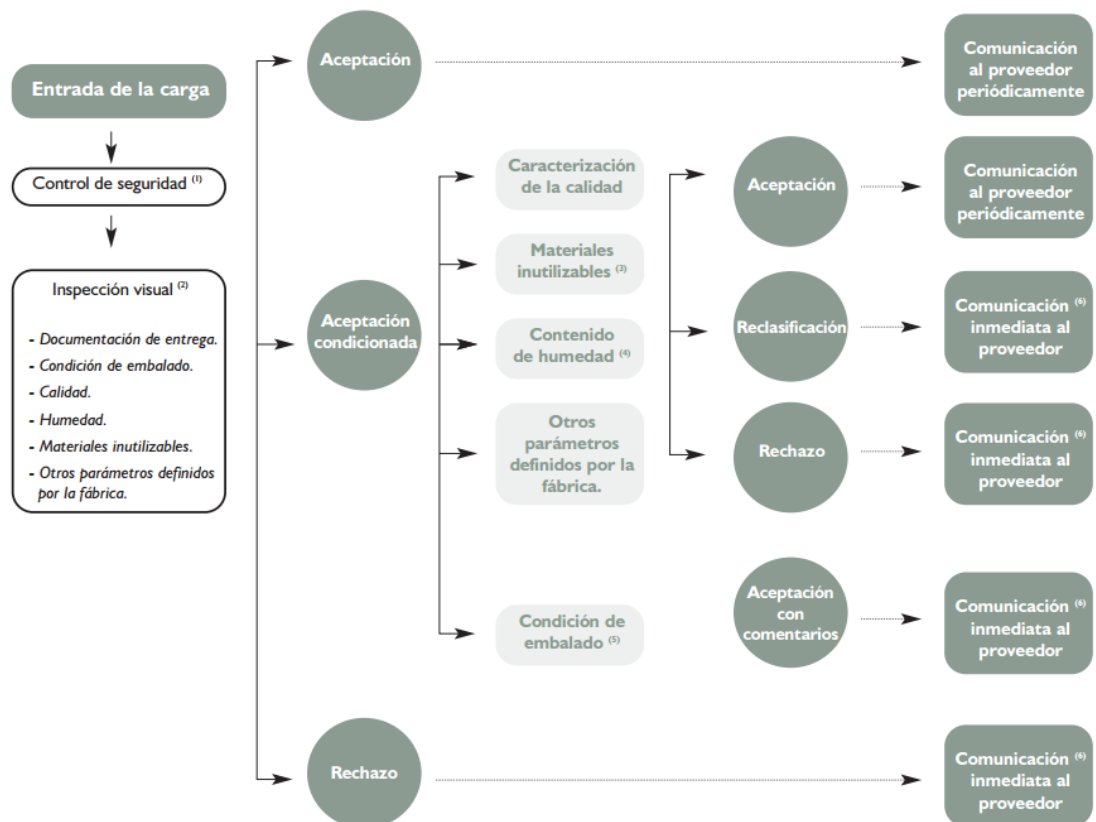 Entrada de la carga
Control de seguridad (1)
Inspección visual (2)
- Documentación de entrega.
- Condición de embalado.
- Calidad.
- Humedad.
- Materiales inutilizables.
- Otros parámetros definidos
por la fábrica.
Aceptación
Comunicación
al proveedor
periódicamente
Aceptación
condicionada
Caracterización
de la calidad
Materiales
inutilizables (3)
Contenido
de humedad (4)
Otros
parámetros
definidos por la
fábrica.
Condición de
embalado (5)
Aceptación
Comunicación
al proveedor
periódicamente
Reclasificación
Comunicación (6)
inmediata al
proveedor
Rechazo
Comunicación (6)
inmediata al
proveedor
Aceptación
con
comentarios
Comunicación (6)
inmediata al
proveedor
Rechazo
Comunicación (6)
inmediata al
proveedor